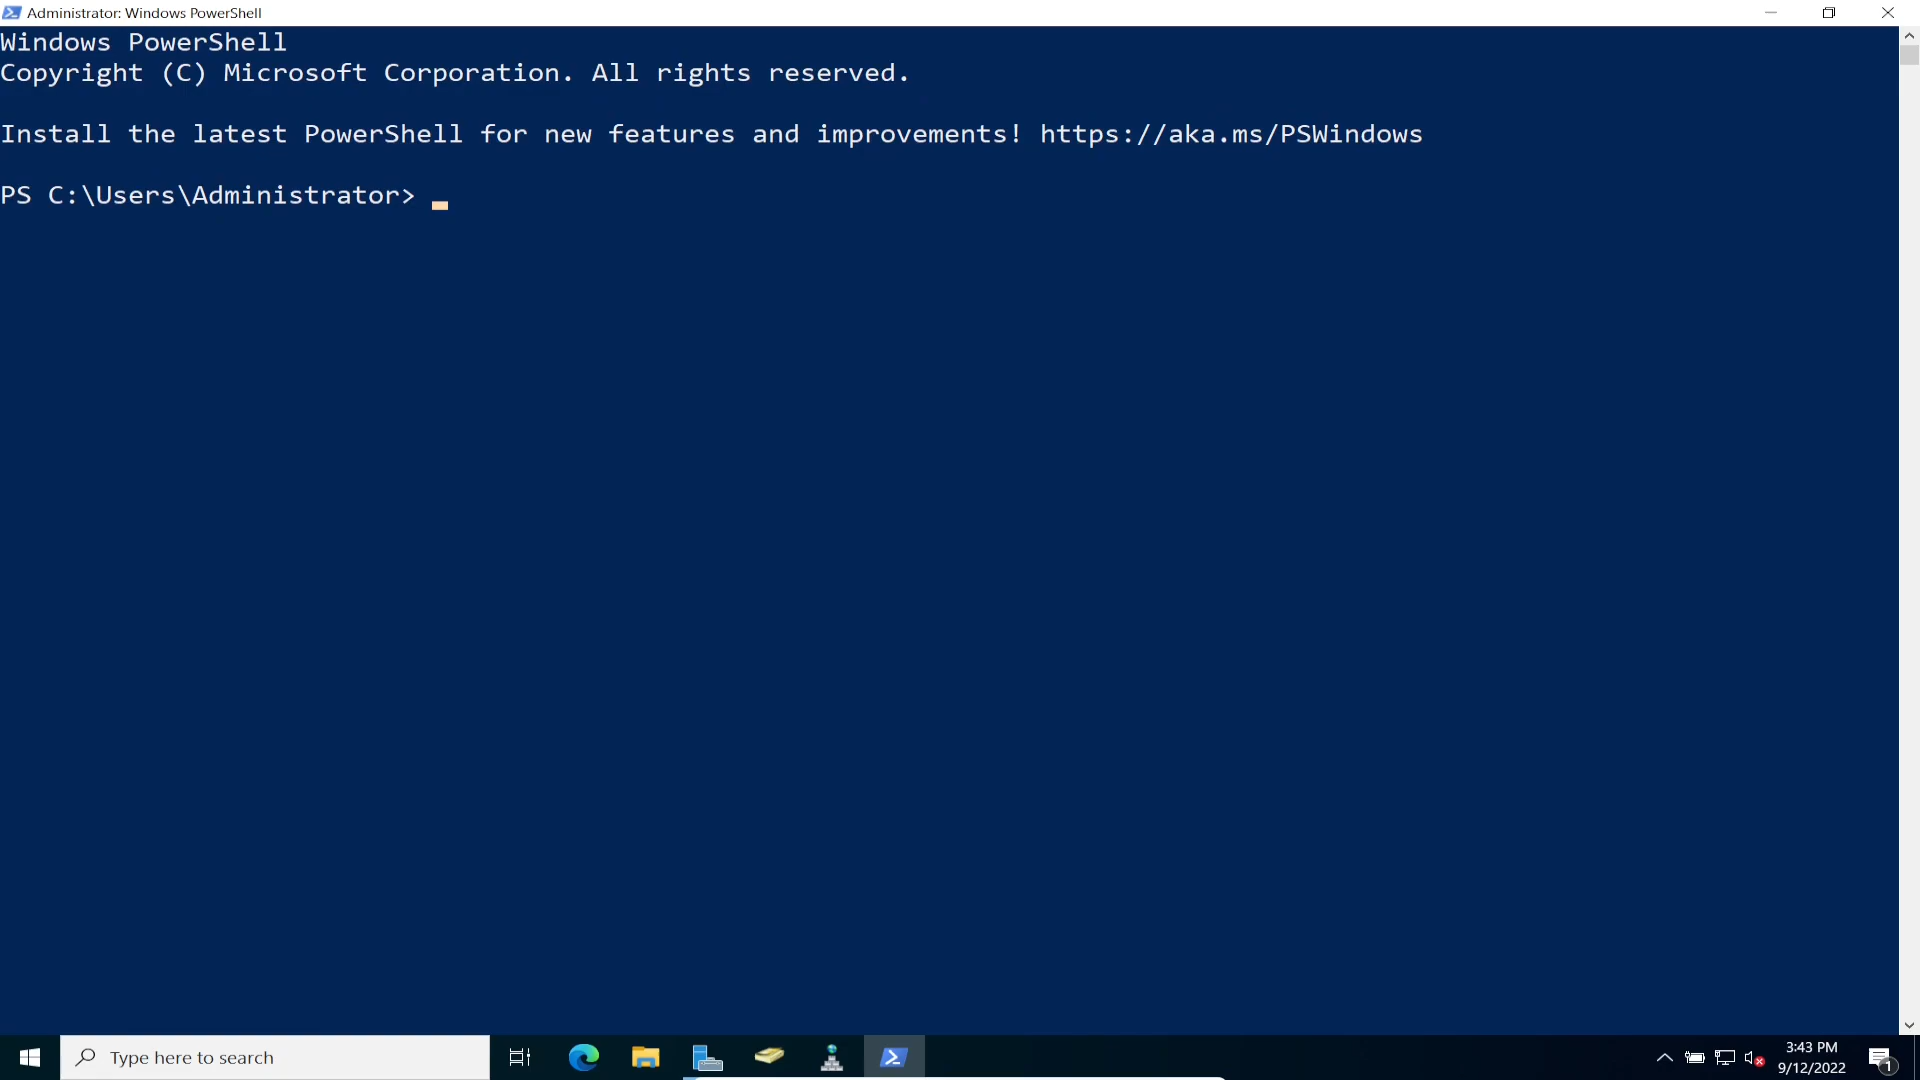 Administrator: Windows PowerShell
Windows PowerShell
Copyright (C) Microsoft Corporation. All rights reserved.
Install the latest PowerShell for new features and improvements! https://aka.ms/PSWindows
PS C:\Users\Administrator>
Type here to search
3:43 PM
9/12/2022
1